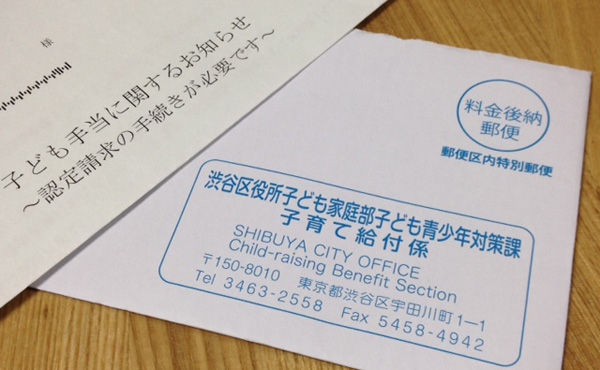 様
子ども手当に関するお知らせ
～認定請求の手続きが必要です～
料金後納
郵便
郵便区内特別郵便
渋谷区役所子ども家庭部子ども青少年対策課
子育て給付係
SHIBUYA CITY OFFICE
Child-raising Benefit Section
〒150-8010 東京都渋谷区宇田川町1-1
Tel 3463-2558 Fax 5458-4942